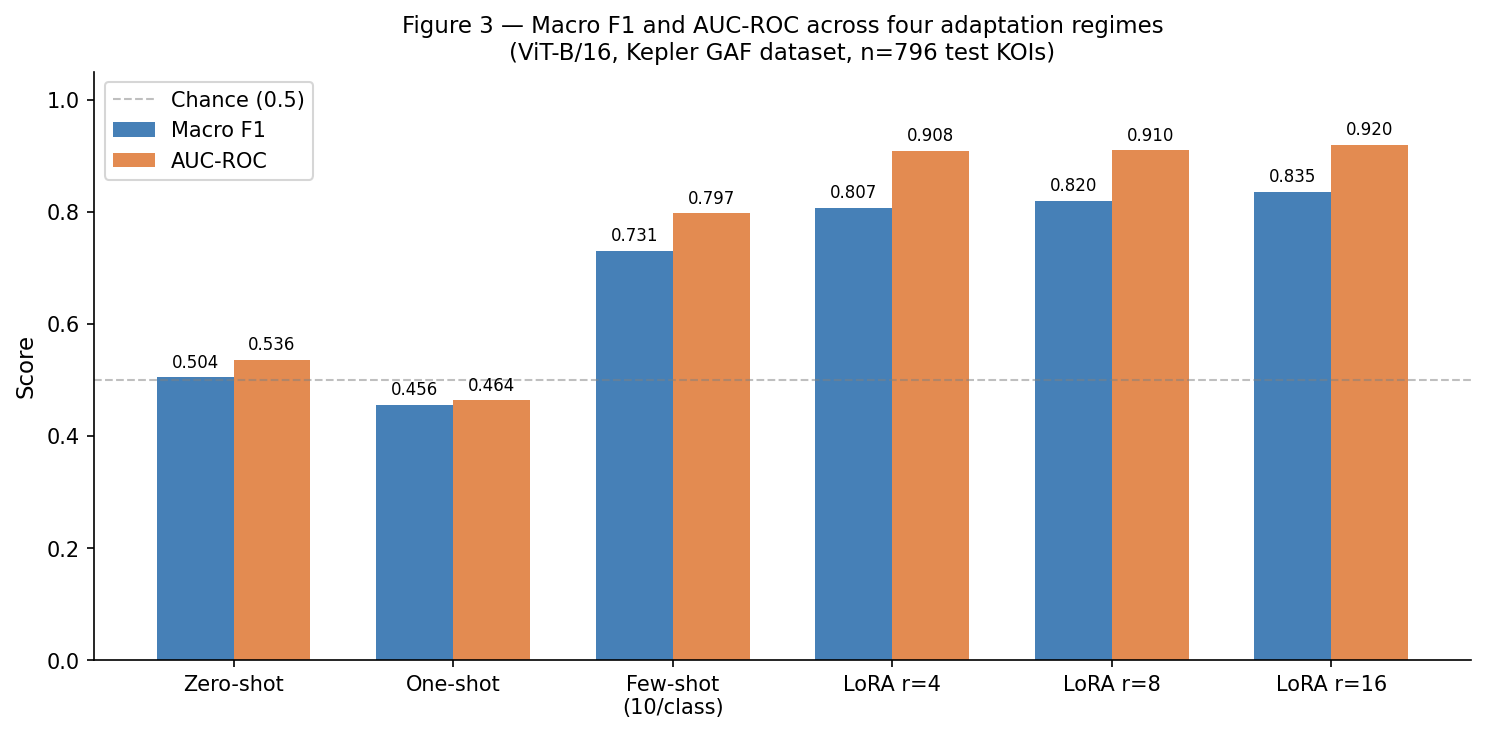 Figure 3 — Macro F1 and AUC-ROC across four adaptation regimes
(ViT-B/16, Kepler GAF dataset, n=796 test KOIs)
Chance (0.5)
Macro F1
AUC-ROC
Score
1.0
0.8
0.6
0.4
0.2
0.0
0.504
0.536
0.456
0.464
0.731
0.797
0.807
0.908
0.820
0.910
0.835
0.920
Zero-shot
One-shot
Few-shot
(10/class)
LoRA r=4
LoRA r=8
LoRA r=16